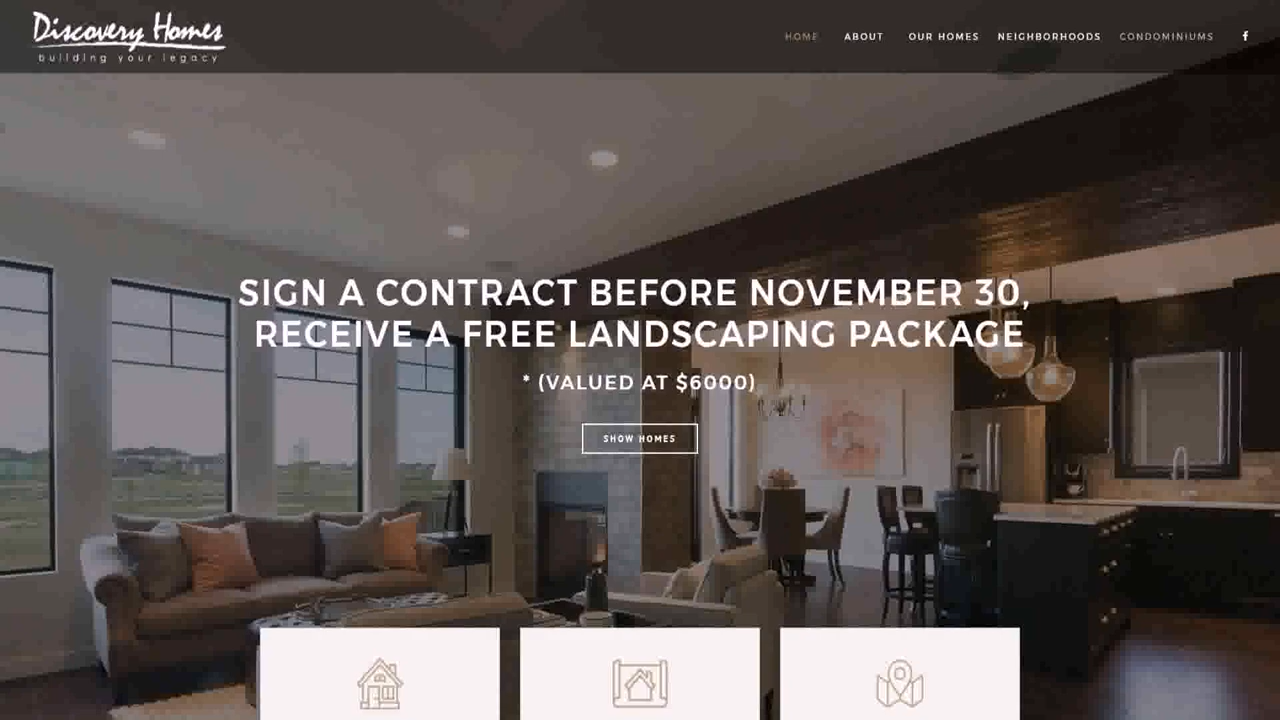 Discovery Homes
building your legacy
HOME ABOUT OUR HOMES NEIGHBORHOODS CONDOMINIUMS f
SIGN A CONTRACT BEFORE NOVEMBER 30,
RECEIVE A FREE LANDSCAPING PACKAGE
* (VALUED AT $6000)
SHOW HOMES